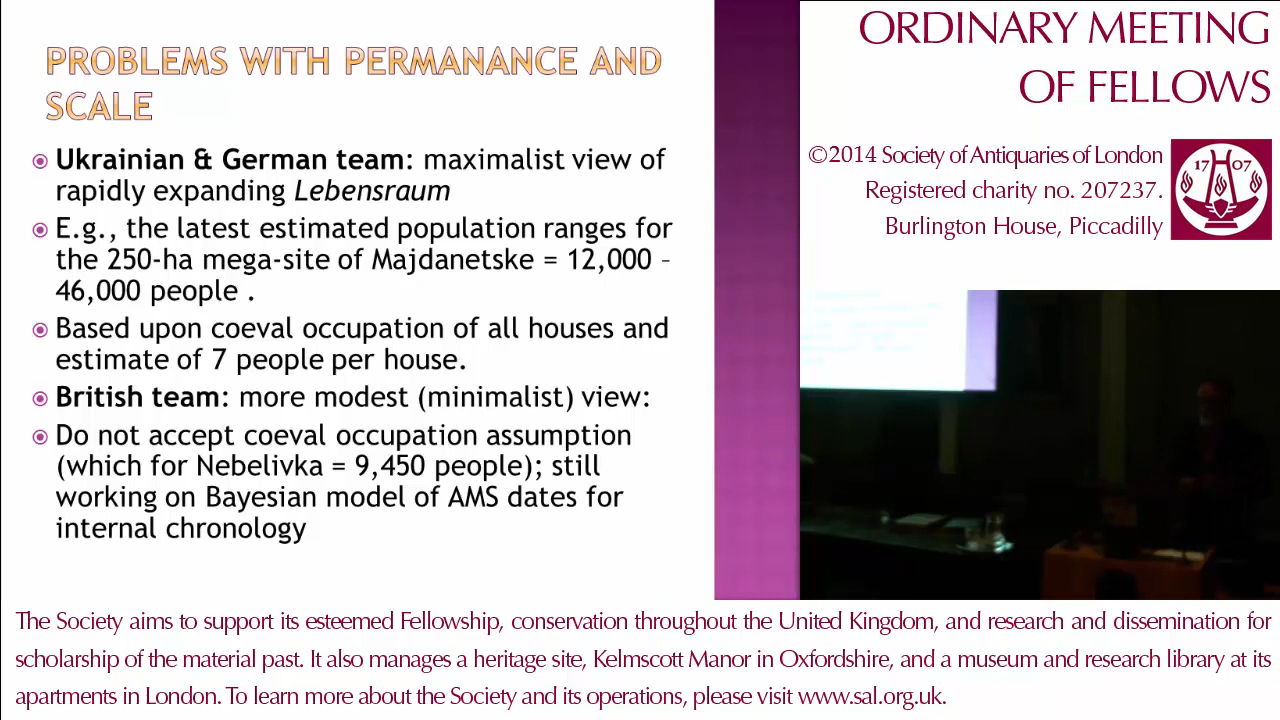 PROBLEMS WITH PERMANANCE AND
SCALE
Ukrainian & German team: maximalist view of
rapidly expanding Lebensraum
E.g., the latest estimated population ranges for
the 250-ha mega-site of Majdanetske = 12,000 –
46,000 people .
Based upon coeval occupation of all houses and
estimate of 7 people per house.
British team: more modest (minimalist) view:
Do not accept coeval occupation assumption
(which for Nebelivka = 9,450 people); still
working on Bayesian model of AMS dates for
internal chronology
ORDINARY MEETING
OF FELLOWS
©2014 Society of Antiquaries of London
Registered charity no. 207237.
Burlington House, Piccadilly
17 07
The Society aims to support its esteemed Fellowship, conservation throughout the United Kingdom, and research and dissemination for
scholarship of the material past. It also manages a heritage site, Kelmscott Manor in Oxfordshire, and a museum and research library at its
apartments in London. To learn more about the Society and its operations, please visit www.sal.org.uk.